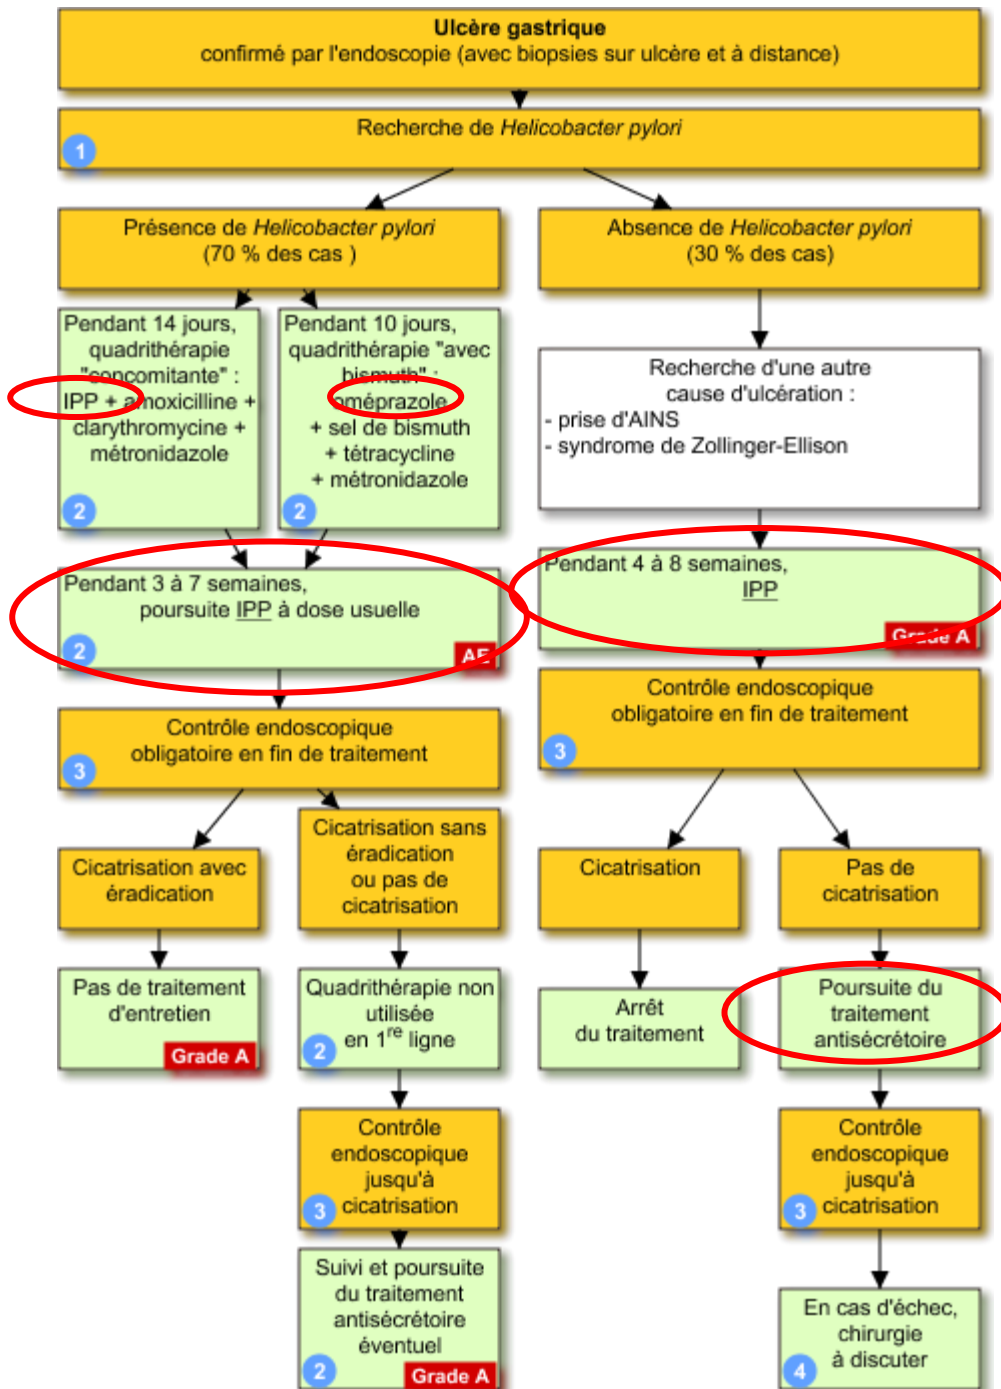 Ulcère gastrique
confirmé par l'endoscopie (avec biopsies sur ulcère et à distance)
Recherche de Helicobacter pylori
1
Présence de Helicobacter pylori
(70 % des cas )
Absence de Helicobacter pylori
(30 % des cas)
Pendant 14 jours,
quadrithérapie
"concomitante" :
IPP + amoxicilline +
clarythromycine +
métronidazole
2
Pendant 10 jours,
quadrithérapie "avec
bismuth" :
oméprazole
+ sel de bismuth
+ tétracycline
+ métronidazole
2
Recherche d'une autre
cause d'ulcération :
- prise d'AINS
- syndrome de Zollinger-Ellison
Pendant 3 à 7 semaines,
poursuite IPP à dose usuelle
2
AE
Pendant 4 à 8 semaines,
IPP
Grade A
Contrôle endoscopique
obligatoire en fin de traitement
3
Contrôle endoscopique
obligatoire en fin de traitement
3
Cicatrisation avec
éradication
Cicatrisation sans
éradication
ou pas de
cicatrisation
Cicatrisation
Pas de
cicatrisation
Pas de traitement
d'entretien
Grade A
Quadrithérapie non
utilisée
en 1re ligne
2
Arrêt
du traitement
Poursuite du
traitement
antisécrétoire
Contrôle
endoscopique
jusqu'à
cicatrisation
3
Contrôle
endoscopique
jusqu'à
cicatrisation
3
Suivi et poursuite
du traitement
antisécrétoire
éventuel
2
Grade A
En cas d'échec,
chirurgie
à discuter
4